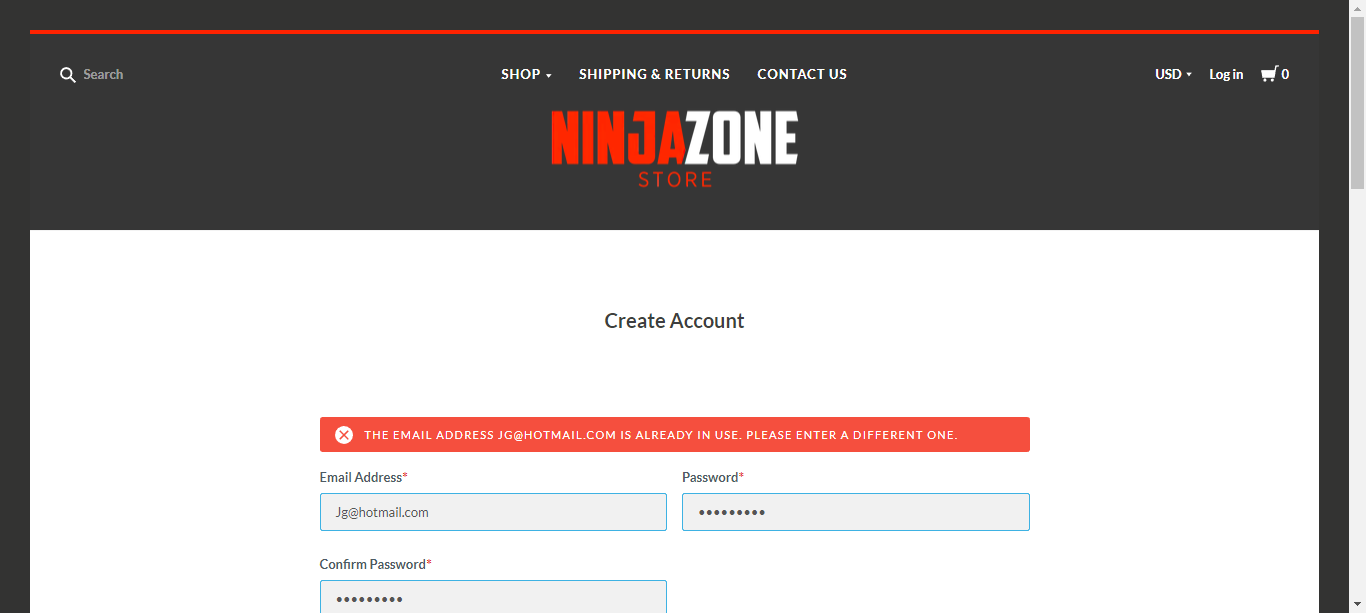 Search
SHOP
SHIPPING & RETURNS
CONTACT US
USD
Log in
0
NINJAZONE
STORE
Create Account
THE EMAIL ADDRESS JG@HOTMAIL.COM IS ALREADY IN USE. PLEASE ENTER A DIFFERENT ONE.
Email Address*
Password*
Jg@hotmail.com
•••••••••
Confirm Password*
•••••••••